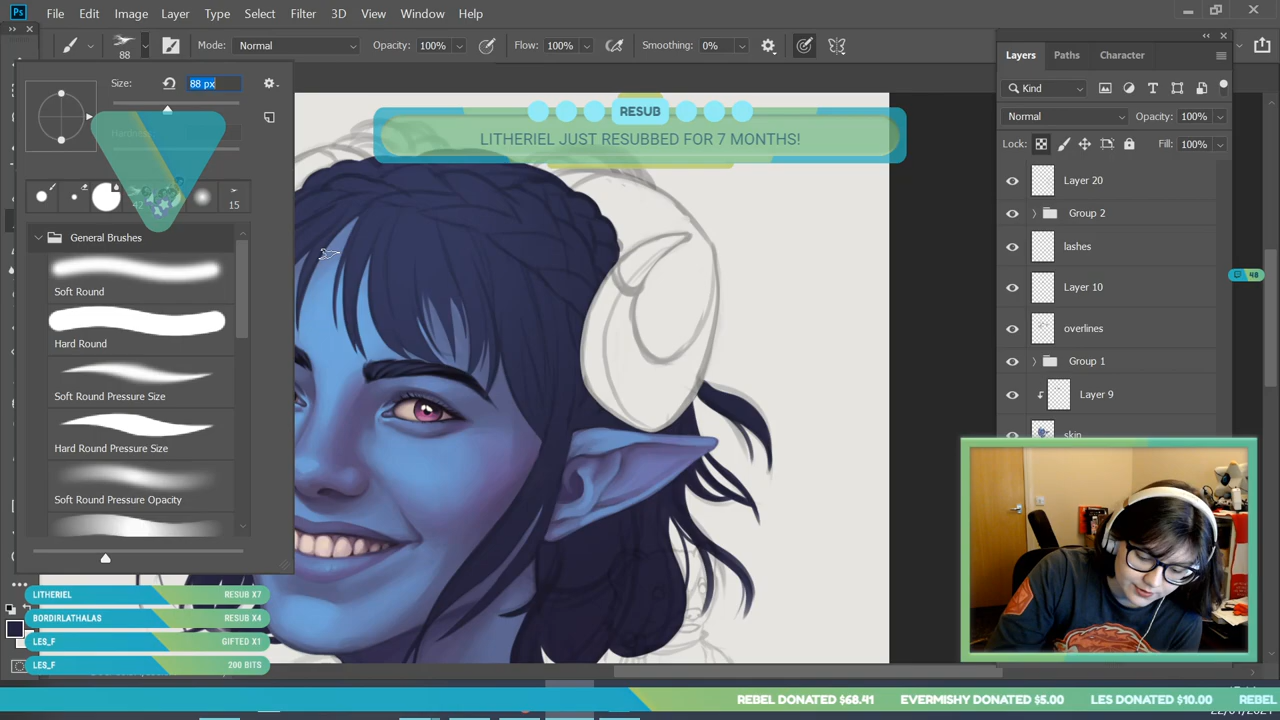 Ps File Edit Image Layer Type Select Filter 3D View Window Help
88 Mode: Normal Opacity: 100% Flow: 100% Smoothing: 0%
Size: 88 px
Hardness:
42 15
General Brushes
Soft Round
Hard Round
Soft Round Pressure Size
Hard Round Pressure Size
Soft Round Pressure Opacity
RESUB
LITHERIEL JUST RESUBBED FOR 7 MONTHS!
Layers Paths Character
Kind
Normal Opacity: 100%
Lock: Fill: 100%
Layer 20
Group 2
lashes
Layer 10
overlines
Group 1
Layer 9
skin
48
LITHERIEL RESUB X7
BORDIRLATHALAS RESUB X4
LES_F GIFTED X1
LES_F 200 BITS
REBEL DONATED $68.41 EVERMISHY DONATED $5.00 LES DONATED $10.00 REBEL